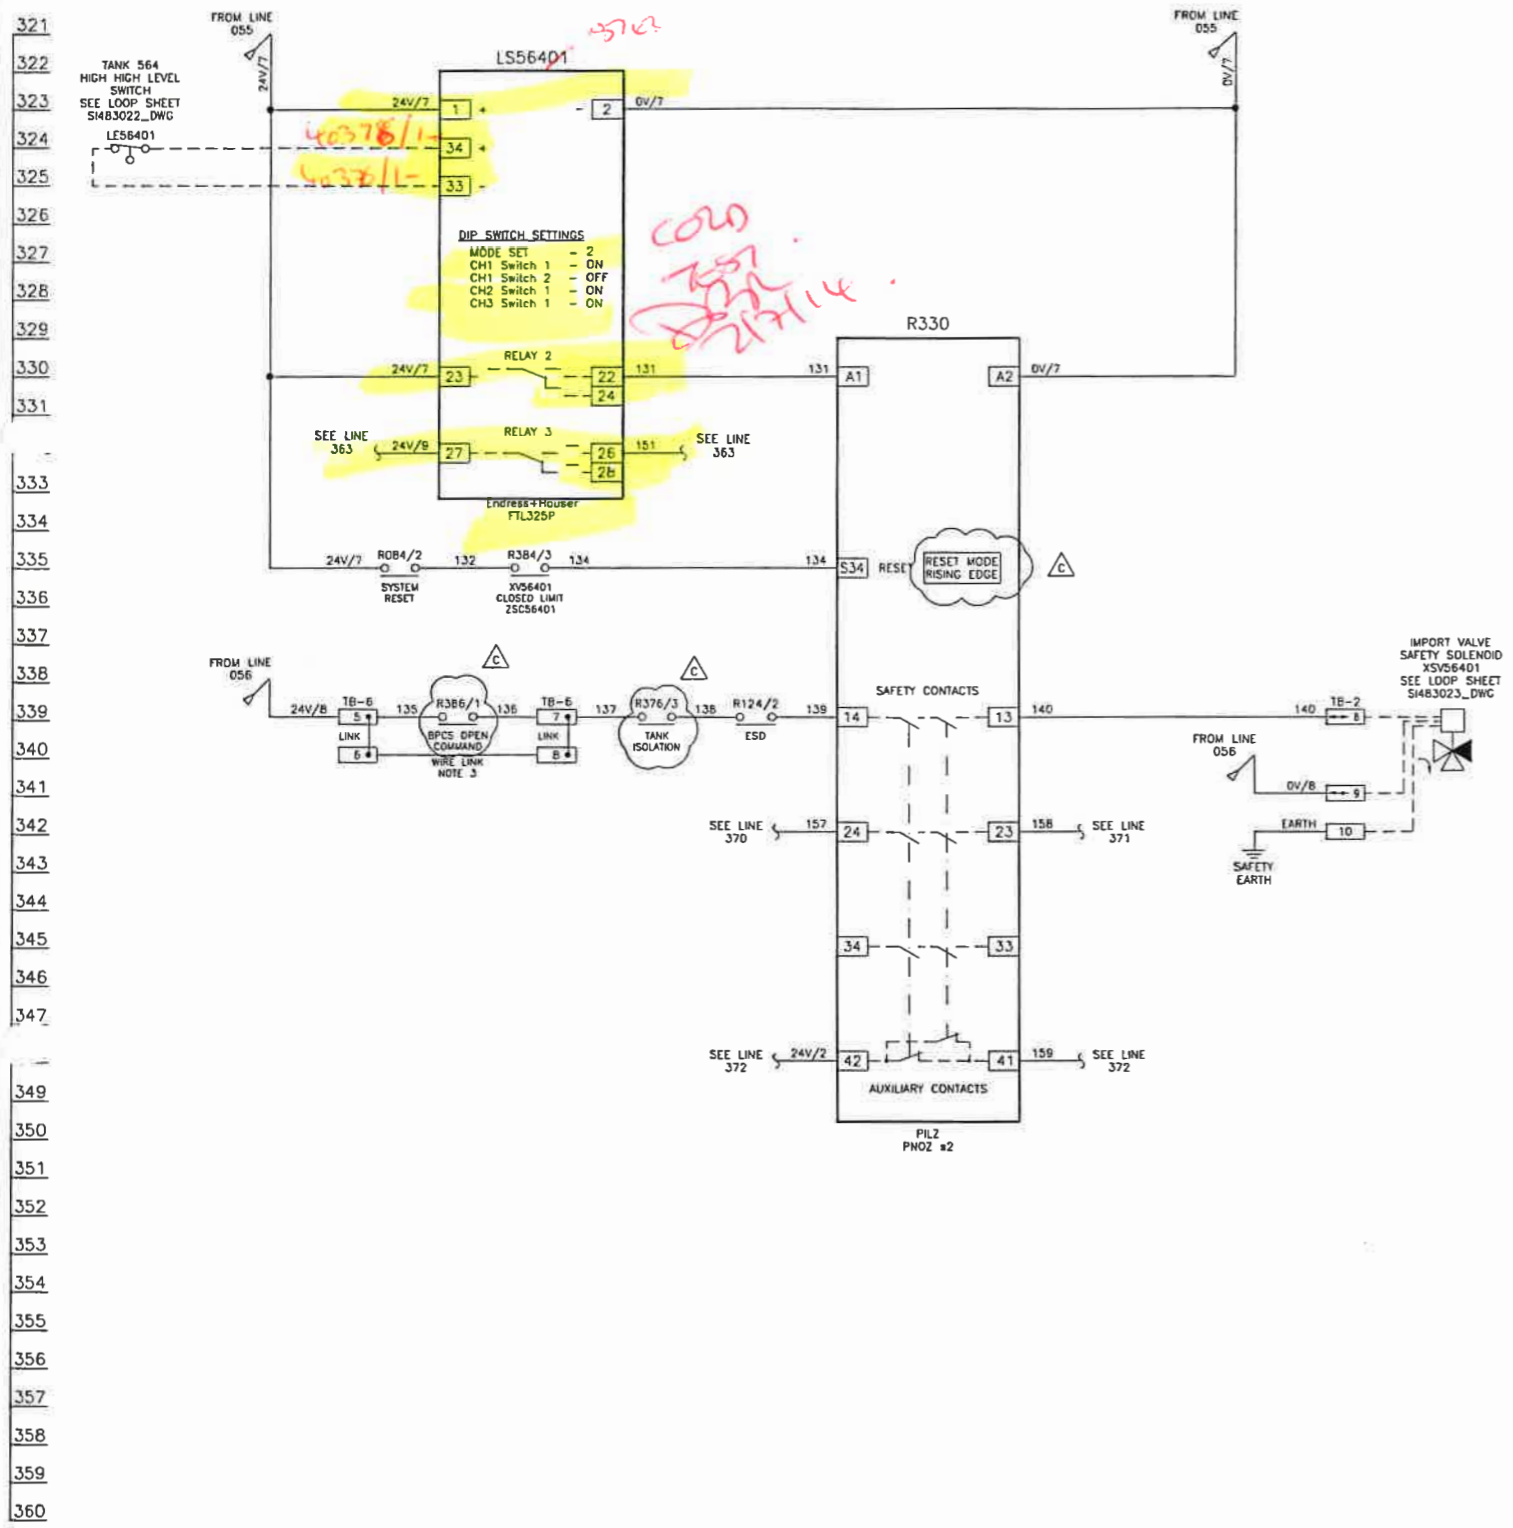 321
FROM LINE
055
FROM LINE
055
LS56401
322
TANK 564
HIGH HIGH LEVEL
SWITCH
SEE LOOP SHEET
SI483022_DWG
24V/7
0V/7
323
24V/7
1 +
- 2
0V/7
324
LE56401
34 +
325
33 -
326
COLD
327
DIP SWITCH SETTINGS
MODE SET - 2
CH1 Switch 1 - ON
CH1 Switch 2 - OFF
CH2 Switch 1 - ON
CH3 Switch 1 - ON
328
TEST
2/7/14
329
R330
330
24V/7
23
RELAY 2
22
131
131
A1
A2
0V/7
24
331
SEE LINE
363
24V/9
27
RELAY 3
26
151
SEE LINE
363
28
333
Endress+Houser
FTL325P
334
335
24V/7
R084/2
132
R384/3
134
134
S34
RESET
RESET MODE
RISING EDGE
C
SYSTEM
RESET
XV56401
CLOSED LIMIT
ZSC56401
336
337
FROM LINE
056
C
C
IMPORT VALVE
SAFETY SOLENOID
XSV56401
SEE LOOP SHEET
SI483023_DWG
338
SAFETY CONTACTS
339
24V/8
TB-6
5
135
R386/1
136
TB-6
7
137
R376/3
138
R124/2
139
14
13
140
140
TB-2
8
LINK
BPCS OPEN
COMMAND
LINK
TANK
ISOLATION
ESD
340
6
WIRE LINK
NOTE 3
8
FROM LINE
056
341
0V/8
9
342
SEE LINE
370
157
24
23
158
SEE LINE
371
EARTH
10
343
SAFETY
EARTH
344
345
34
33
346
347
SEE LINE
372
24V/2
42
41
159
SEE LINE
372
349
AUXILIARY CONTACTS
350
PILZ
PNOZ s2
351
352
353
354
355
356
357
358
359
360